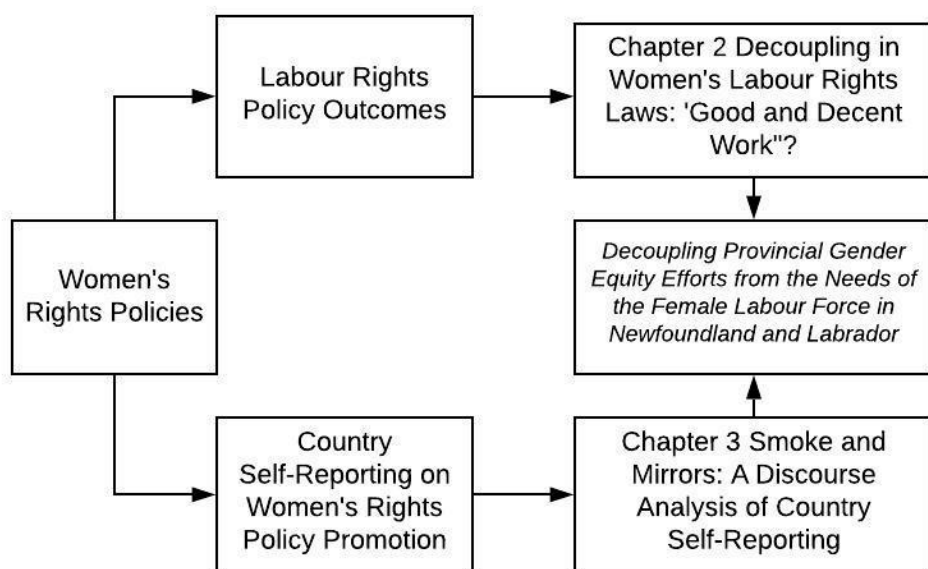 Labour Rights
Policy Outcomes
Chapter 2 Decoupling in
Women's Labour Rights
Laws: 'Good and Decent
Work"?
Women's
Rights Policies
Decoupling Provincial Gender
Equity Efforts from the Needs of
the Female Labour Force in
Newfoundland and Labrador
Country
Self-Reporting on
Women's Rights
Policy Promotion
Chapter 3 Smoke and
Mirrors: A Discourse
Analysis of Country
Self-Reporting